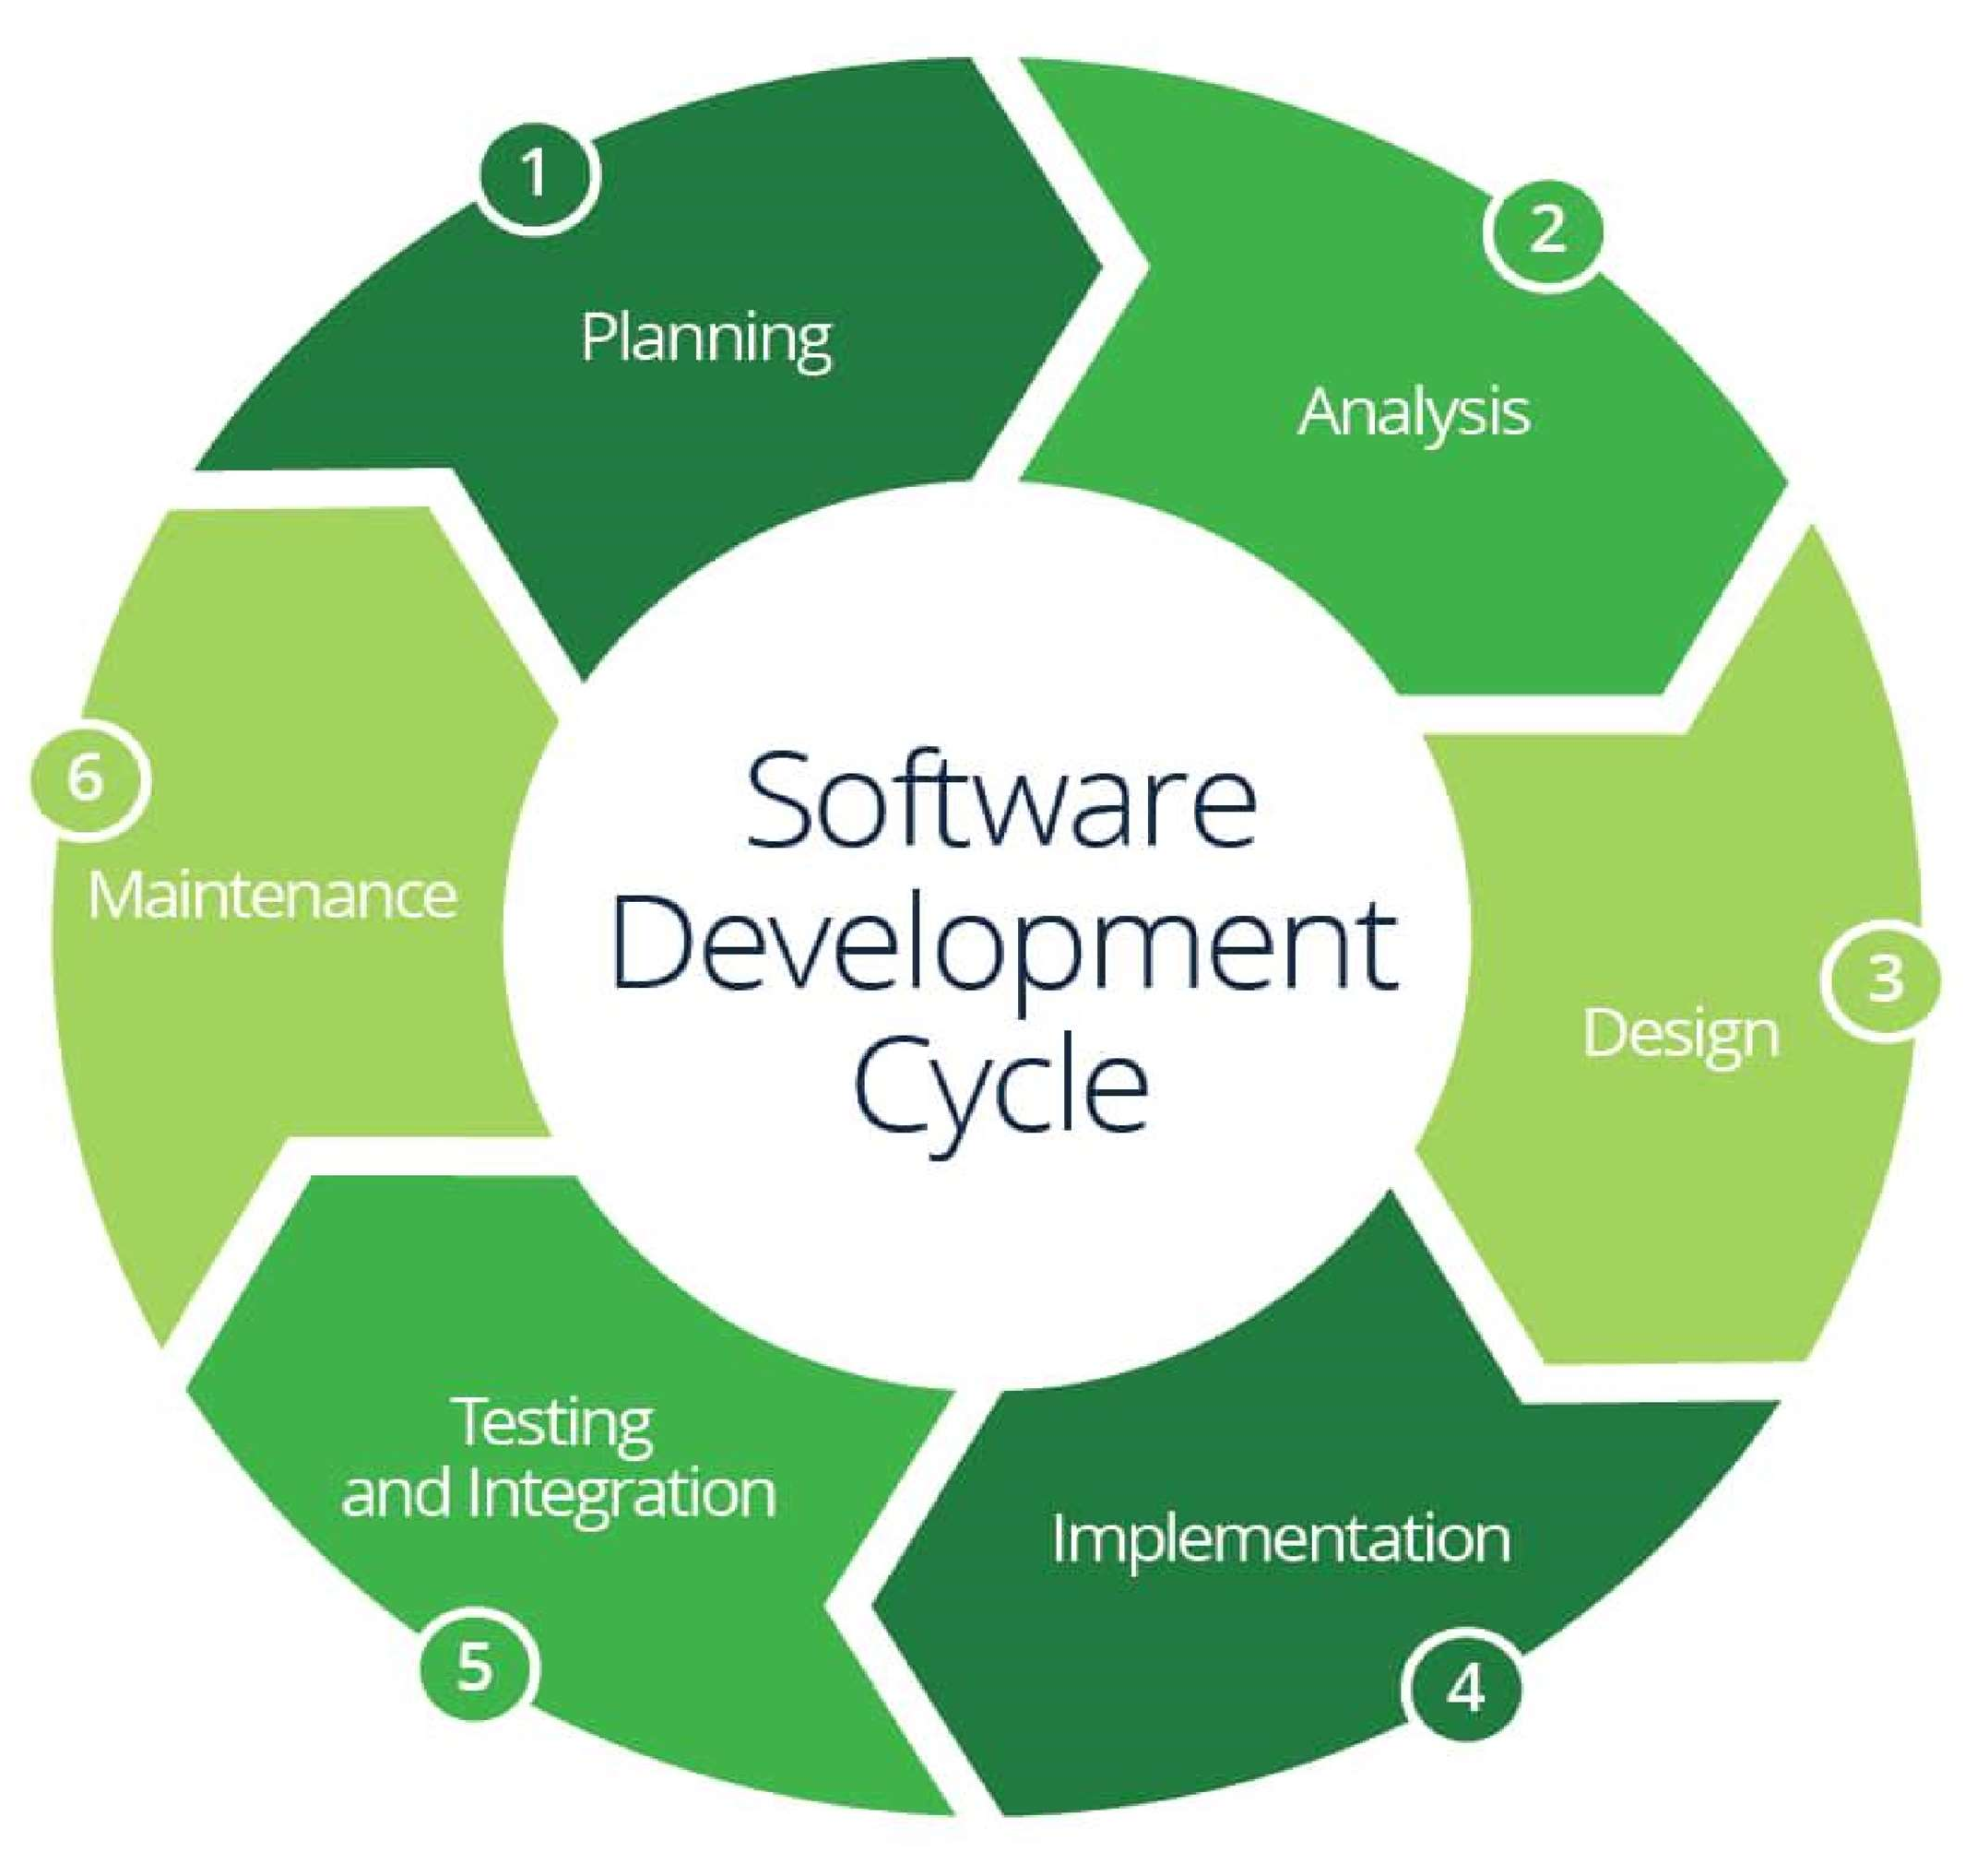 1
Planning
2
Analysis
3
Design
4
Implementation
5
Testing
and Integration
6
Maintenance
Software
Development
Cycle